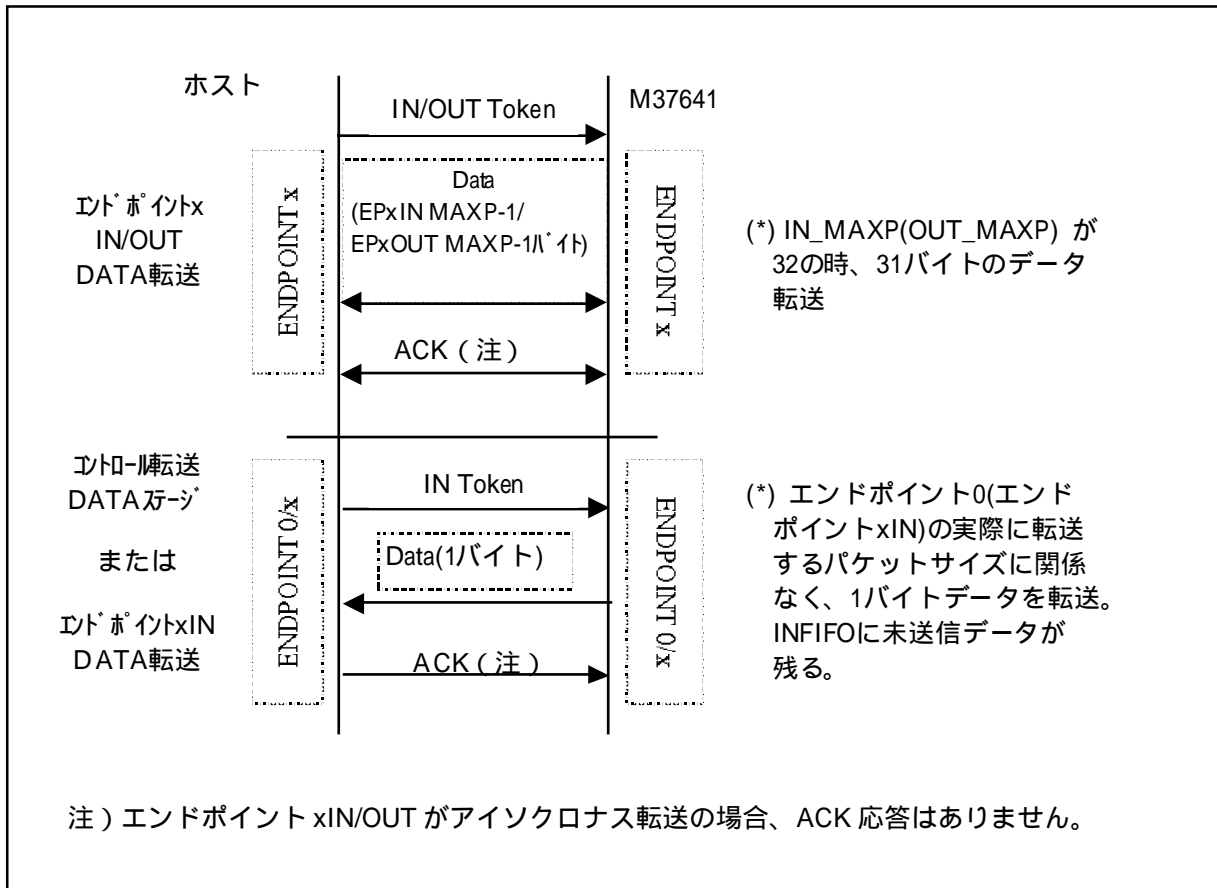 ホスト
M37641
IN/OUT Token
エンドポイントx
IN/OUT
DATA転送
ENDPOINT x
Data
(EPxIN MAXP-1/
EPxOUT MAXP-1バイト)
ENDPOINT x
(*) IN_MAXP(OUT_MAXP) が
32の時、31バイトのデータ
転送
ACK(注)
コントロール転送
DATAステージ
または
エンドポイントxIN
DATA転送
ENDPOINT 0/x
IN Token
Data(1バイト)
ACK(注)
ENDPOINT 0/x
(*) エンドポイント0(エンド
ポイントxIN)の実際に転送
するパケットサイズに関係
なく、1バイトデータを転送。
INFIFOに未送信データが
残る。
注)エンドポイント xIN/OUT がアイソクロナス転送の場合、ACK 応答はありません。